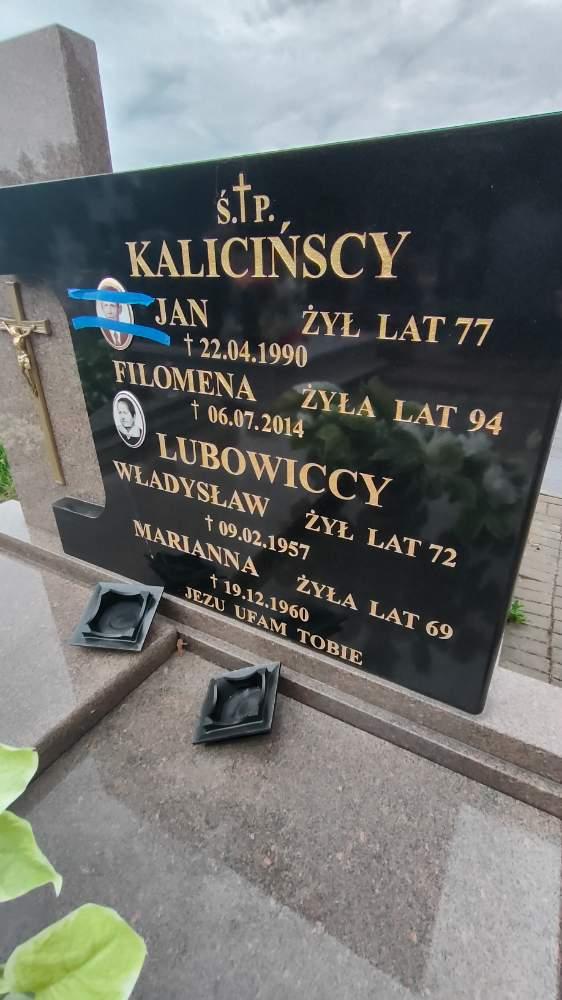 Ś.†P.
KALICIŃSCY
JAN ŻYŁ LAT 77
† 22.04.1990
FILOMENA ŻYŁA LAT 94
† 06.07.2014
LUBOWICCY
WŁADYSŁAW ŻYŁ LAT 72
† 09.02.1957
MARIANNA ŻYŁA LAT 69
† 19.12.1960
JEZU UFAM TOBIE